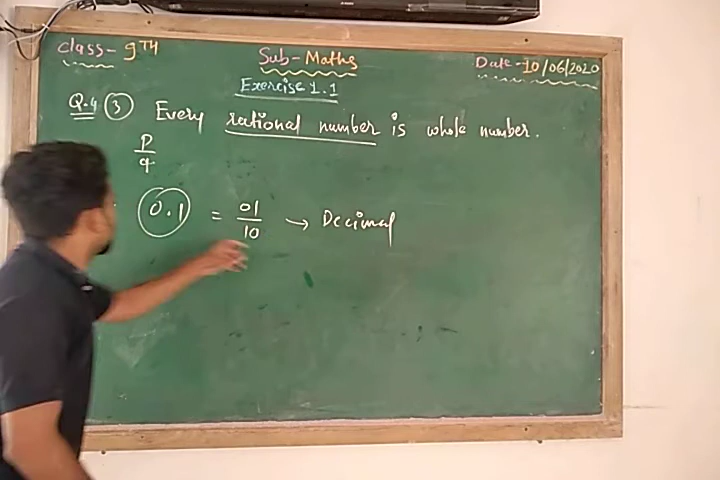 Class- 9TH Sub-Maths Date-10/06/2020
Exercise 1.1
Q.4 (3) Every rational number is whole number.
P/q
0.1 = 01/10 → Decimal